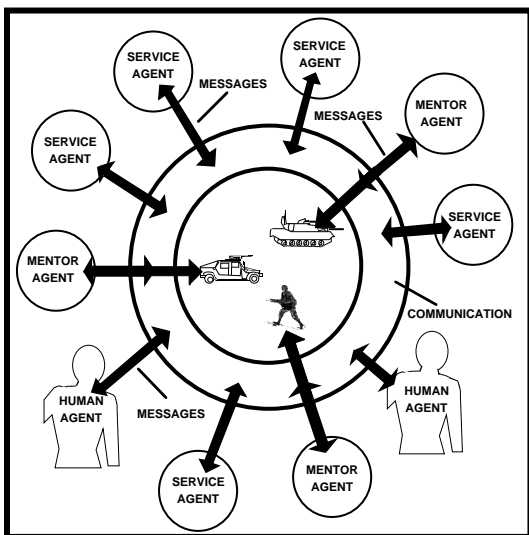 SERVICE
AGENT
SERVICE
AGENT
MESSAGES
MESSAGES
MENTOR
AGENT
SERVICE
AGENT
SERVICE
AGENT
MENTOR
AGENT
COMMUNICATION
HUMAN
AGENT
MESSAGES
HUMAN
AGENT
SERVICE
AGENT
MENTOR
AGENT